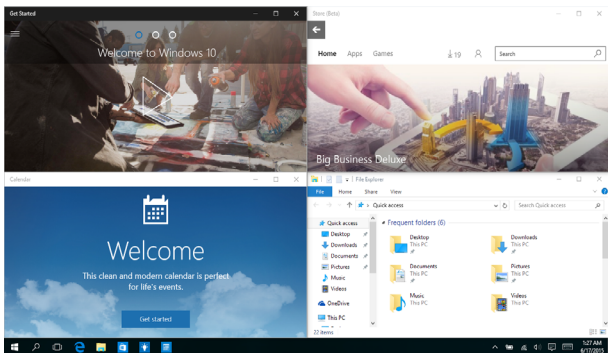 Get Started
Welcome to Windows 10
Store (Beta)
Home Apps Games
19
Search
Big Business Deluxe
Calendar
Welcome
This clean and modern calendar is perfect
for life's events.
Get started
File Explorer
File Home Share View
Quick access
Search Quick access
Quick access
Desktop
Downloads
Documents
Pictures
Music
Videos
OneDrive
This PC
Frequent folders (6)
Desktop
This PC
Downloads
This PC
Documents
This PC
Pictures
This PC
Music
This PC
Videos
This PC
22 items
1:27 AM
6/17/2015